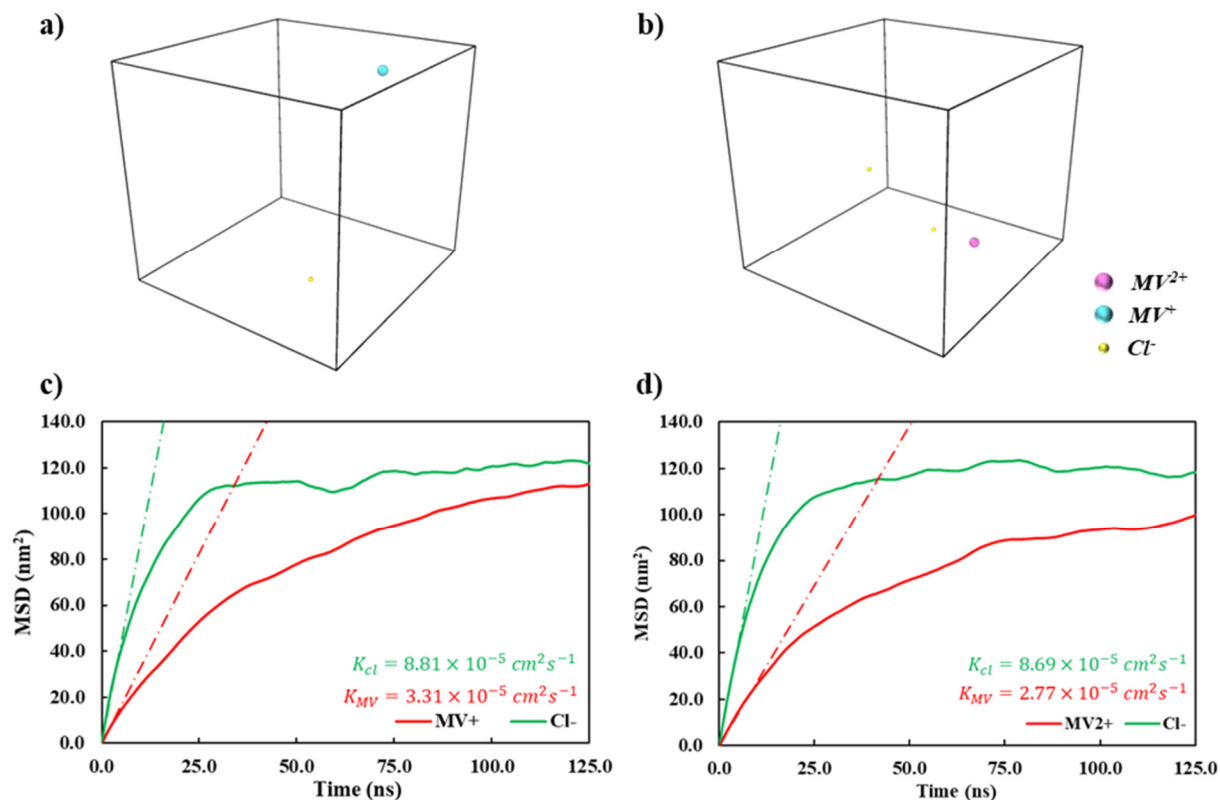 a)
b)
MV²⁺
MV⁺
Cl⁻
c)
d)
140.0
120.0
100.0
80.0
60.0
40.0
20.0
0.0
MSD (nm²)
K_cl = 8.81 × 10⁻⁵ cm²s⁻¹
K_MV = 3.31 × 10⁻⁵ cm²s⁻¹
MV+ Cl-
0.0 25.0 50.0 75.0 100.0 125.0
Time (ns)
140.0
120.0
100.0
80.0
60.0
40.0
20.0
0.0
MSD (nm²)
K_cl = 8.69 × 10⁻⁵ cm²s⁻¹
K_MV = 2.77 × 10⁻⁵ cm²s⁻¹
MV2+ Cl-
0.0 25.0 50.0 75.0 100.0 125.0
Time (ns)